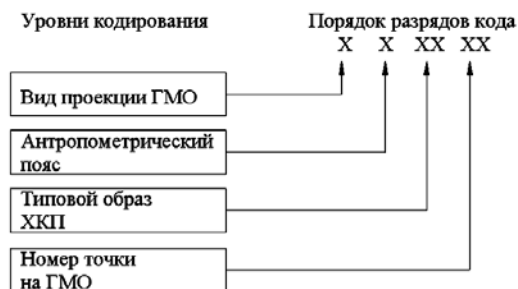 Уровни кодирования
Порядок разрядов кода
X X XX XX
Вид проекции ГМО
Антропометрический
пояс
Типовой образ
ХКП
Номер точки
на ГМО